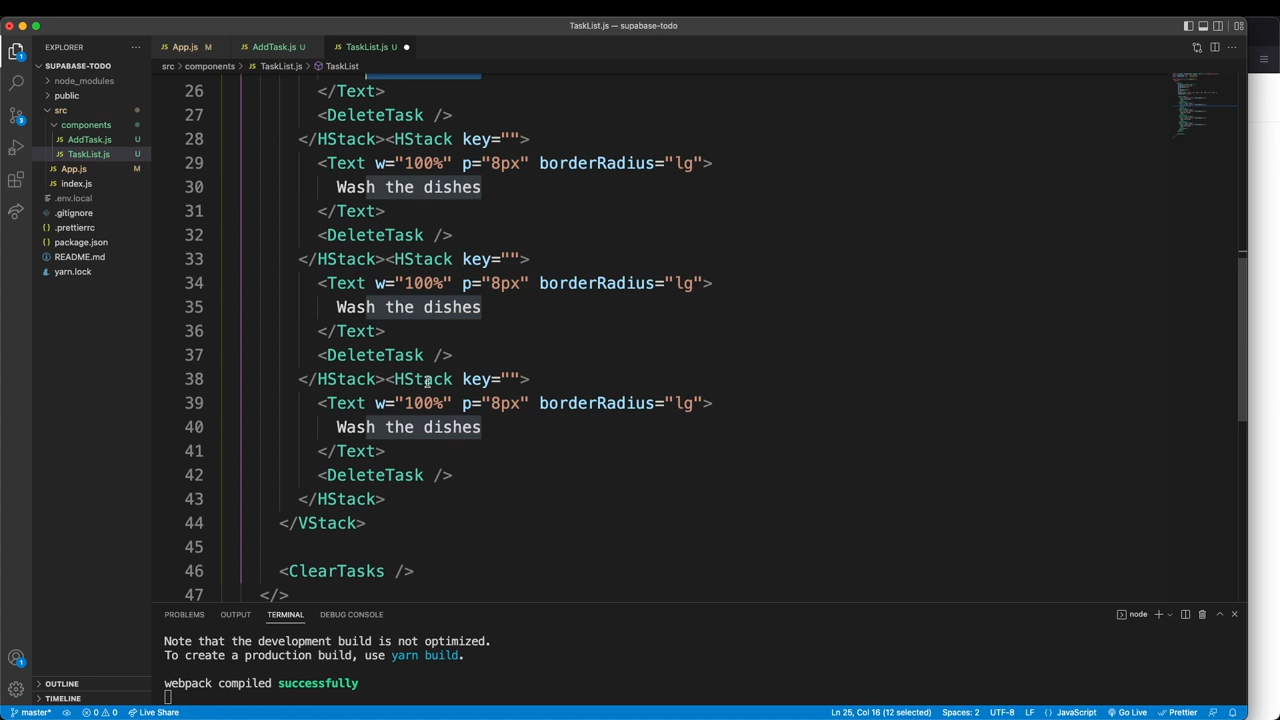 TaskList.js — supabase-todo
EXPLORER
App.js M
AddTask.js U
TaskList.js U
src > components > TaskList.js > TaskList
SUPABASE-TODO
node_modules
public
src
components
AddTask.js U
TaskList.js U
App.js M
index.js
.env.local
.gitignore
.prettierrc
package.json
README.md
yarn.lock
OUTLINE
TIMELINE
26 </Text>
27 <DeleteTask />
28 </HStack><HStack key="">
29 <Text w="100%" p="8px" borderRadius="lg">
30 Wash the dishes
31 </Text>
32 <DeleteTask />
33 </HStack><HStack key="">
34 <Text w="100%" p="8px" borderRadius="lg">
35 Wash the dishes
36 </Text>
37 <DeleteTask />
38 </HStack><HStack key="">
39 <Text w="100%" p="8px" borderRadius="lg">
40 Wash the dishes
41 </Text>
42 <DeleteTask />
43 </HStack>
44 </VStack>
45
46 <ClearTasks />
47 </>
PROBLEMS OUTPUT TERMINAL DEBUG CONSOLE
node
Note that the development build is not optimized.
To create a production build, use yarn build.
webpack compiled successfully
master* 0 0 Live Share
Ln 25, Col 16 (12 selected) Spaces: 2 UTF-8 LF { } JavaScript Go Live Prettier